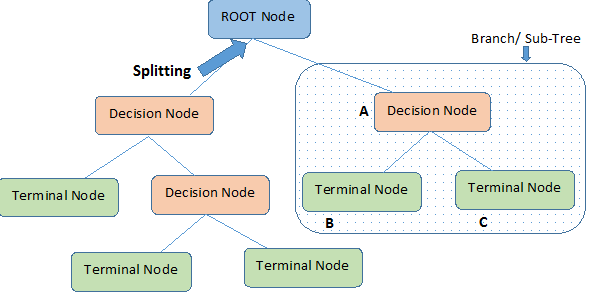 ROOT Node
Branch/ Sub-Tree
Splitting
A
Decision Node
Decision Node
Terminal Node
Decision Node
Terminal Node
Terminal Node
B
C
Terminal Node
Terminal Node